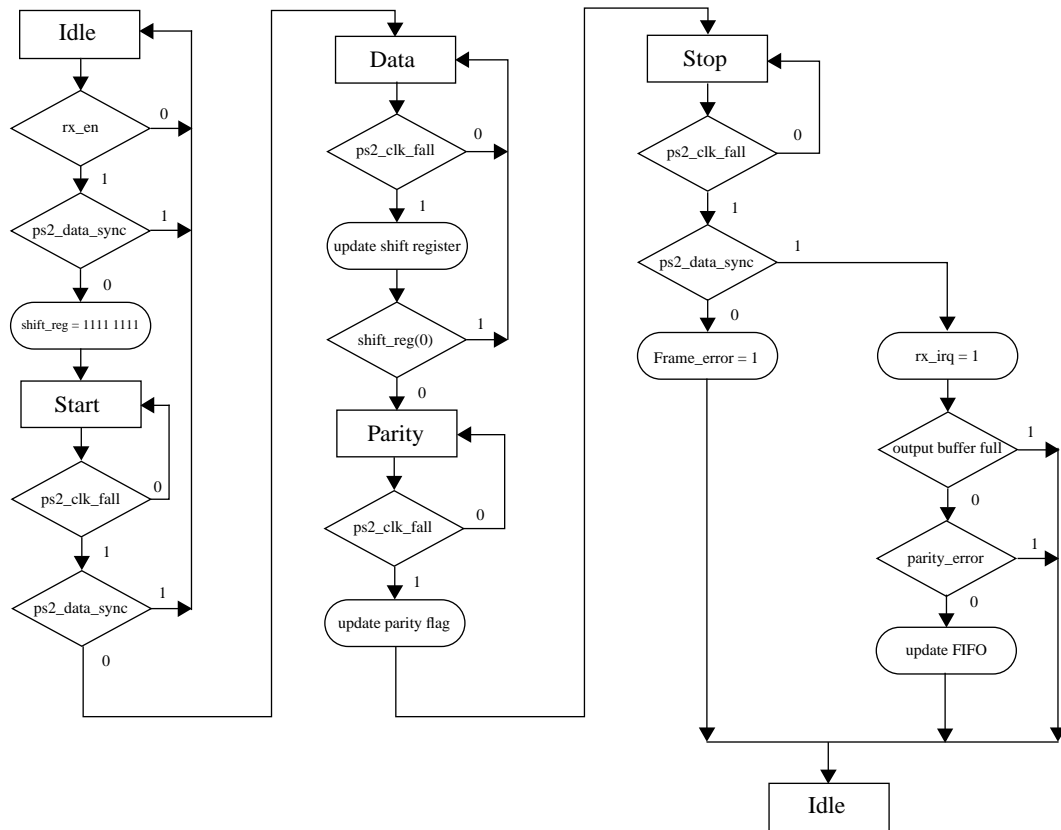 Idle
rx_en
0
1
ps2_data_sync
1
0
shift_reg = 1111 1111
Start
ps2_clk_fall
0
1
ps2_data_sync
1
0
Data
ps2_clk_fall
0
1
update shift register
shift_reg(0)
1
0
Parity
ps2_clk_fall
0
1
update parity flag
Stop
ps2_clk_fall
0
1
ps2_data_sync
1
0
Frame_error = 1
rx_irq = 1
output buffer full
1
0
parity_error
1
0
update FIFO
Idle